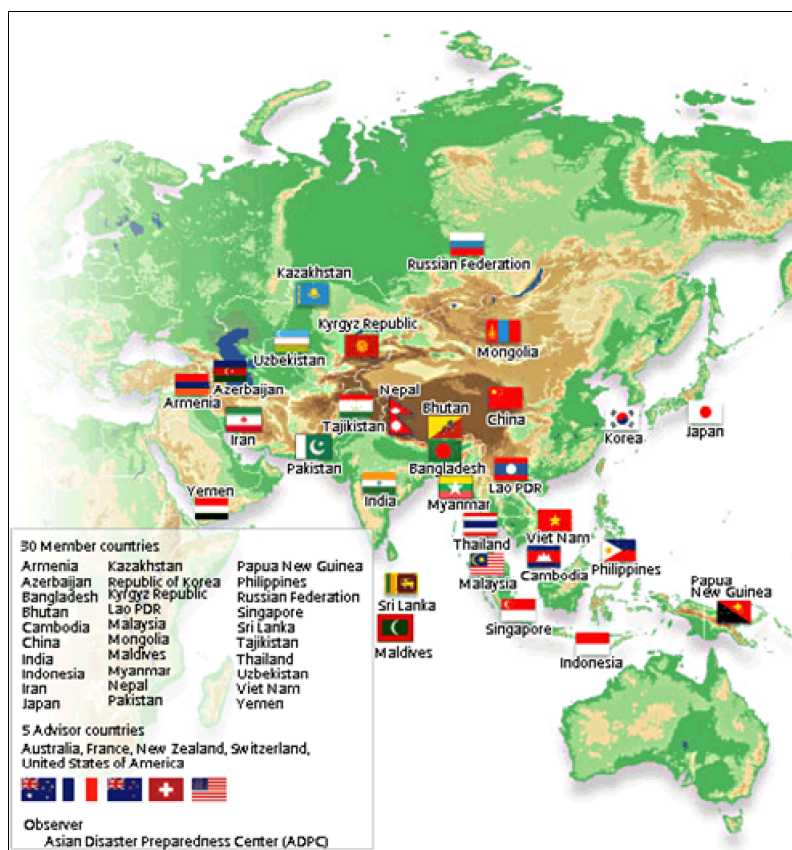 Russian Federation
Kazakhstan
Kyrgyz Republic
Uzbekistan
Mongolia
Azerbaijan
Armenia
Nepal
Bhutan
China
Tajikistan
Iran
Korea
Japan
Pakistan
Bangladesh
India
Lao PDR
Yemen
Myanmar
Viet Nam
Thailand
Cambodia
Philippines
Malaysia
Papua
New Guinea
Sri Lanka
Singapore
Maldives
Indonesia
30 Member countries
Armenia Kazakhstan Papua New Guinea
Azerbaijan Republic of Korea Philippines
Bangladesh Kyrgyz Republic Russian Federation
Bhutan Lao PDR Singapore
Cambodia Malaysia Sri Lanka
China Mongolia Tajikistan
India Maldives Thailand
Indonesia Myanmar Uzbekistan
Iran Nepal Viet Nam
Japan Pakistan Yemen
5 Advisor countries
Australia, France, New Zealand, Switzerland,
United States of America
Observer
Asian Disaster Preparedness Center (ADPC)